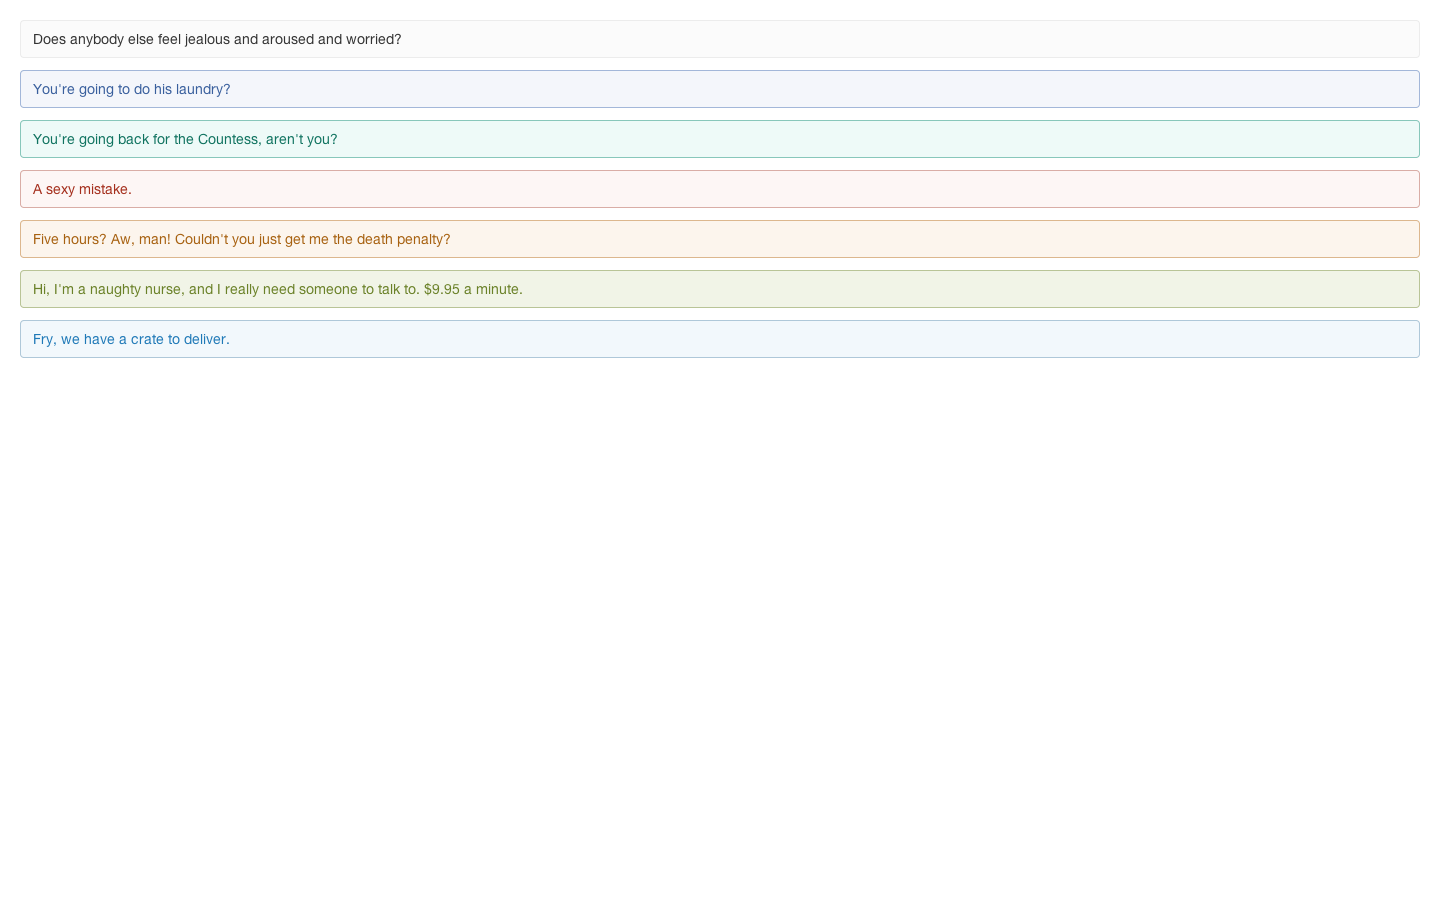 Does anybody else feel jealous and aroused and worried?
You're going to do his laundry?
You're going back for the Countess, aren't you?
A sexy mistake.
Five hours? Aw, man! Couldn't you just get me the death penalty?
Hi, I'm a naughty nurse, and I really need someone to talk to. $9.95 a minute.
Fry, we have a crate to deliver.